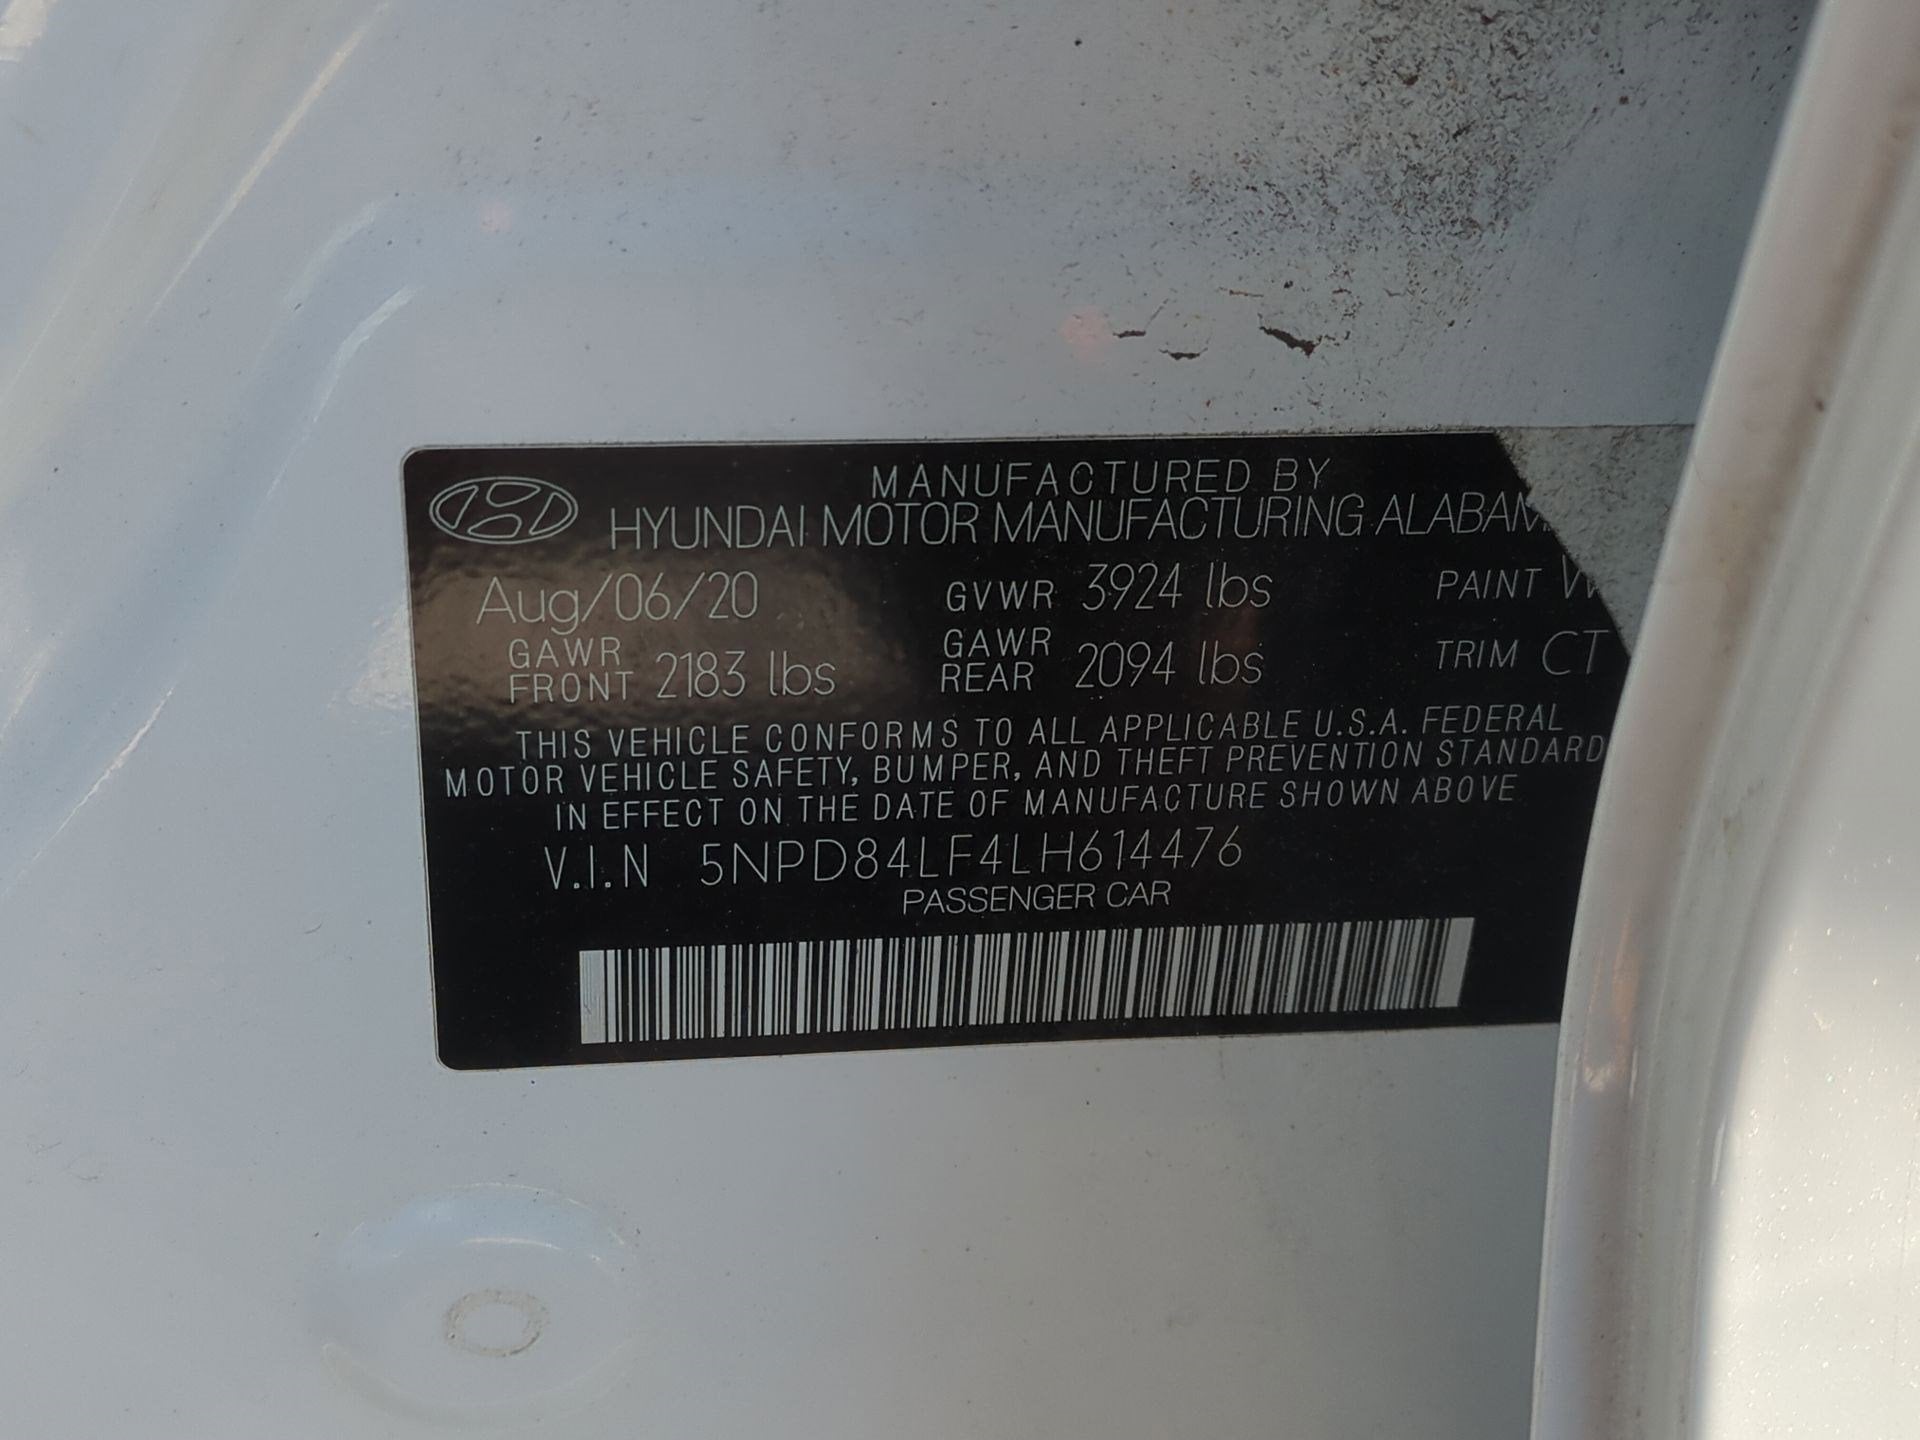 MANUFACTURED BY
HYUNDAI MOTOR MANUFACTURING
Aug/06/20 GVWR 3924 lbs PAINT
GAWR FRONT 2183 lbs GAWR REAR 2094 lbs TRIM CT
THIS VEHICLE CONFORMS TO ALL APPLICABLE U.S.A. FEDERAL
MOTOR VEHICLE SAFETY, BUMPER, AND THEFT PREVENTION STANDARD
IN EFFECT ON THE DATE OF MANUFACTURE SHOWN ABOVE
V.I.N 5NPD84LF4LH614476
PASSENGER CAR